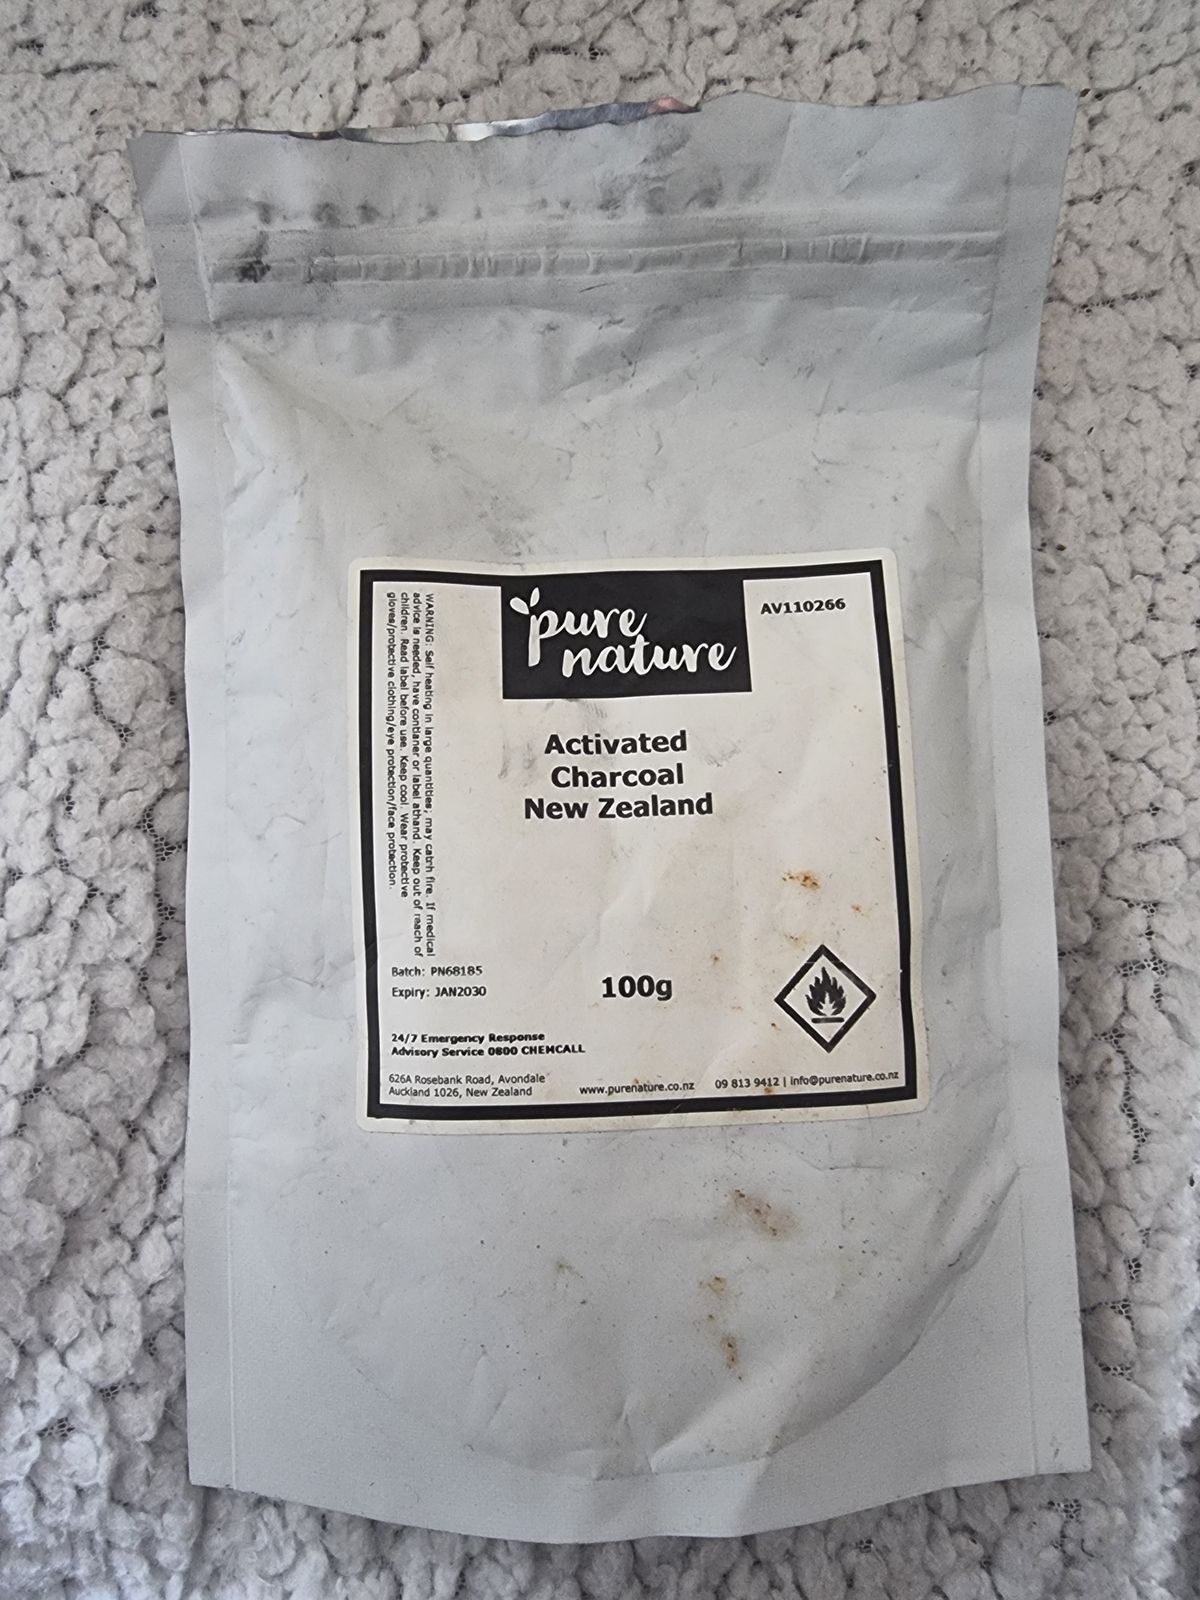 pure
nature
AV110266
WARNING: Self heating in large quantities; may catch fire. If medical
advice is needed, have contianer or label athand. Keep out of reach of
children. Read label before use. Keep cool. Wear protective
gloves/protective clothing/eye protection/face protection.
Activated
Charcoal
New Zealand
Batch: PN68185
Expiry: JAN2030
100g
24/7 Emergency Response
Advisory Service 0800 CHEMCALL
626A Rosebank Road, Avondale
Auckland 1026, New Zealand
www.purenature.co.nz
09 813 9412 | info@purenature.co.nz